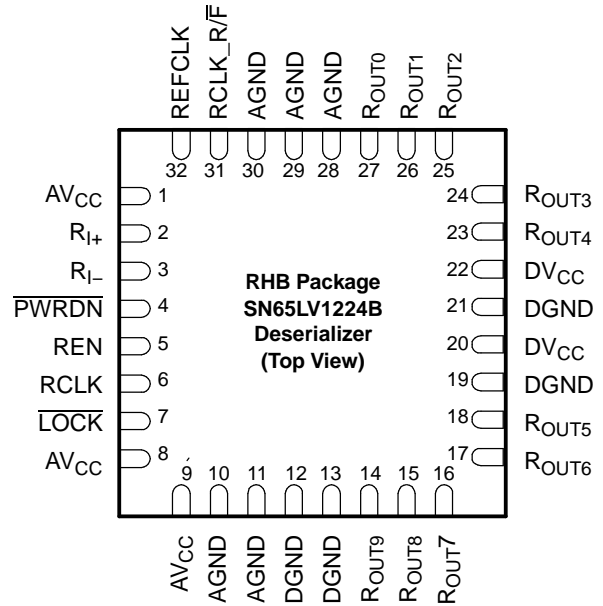 REFCLK
RCLK_R/F̅
AGND
AGND
AGND
ROUT0
ROUT1
ROUT2
32 31 30 29 28 27 26 25
AVCC 1
RI+ 2
RI– 3
P̅W̅R̅D̅N̅ 4
REN 5
RCLK 6
L̅O̅C̅K̅ 7
AVCC 8
RHB Package
SN65LV1224B
Deserializer
(Top View)
24 ROUT3
23 ROUT4
22 DVCC
21 DGND
20 DVCC
19 DGND
18 ROUT5
17 ROUT6
9 10 11 12 13 14 15 16
AVCC
AGND
AGND
DGND
DGND
ROUT9
ROUT8
ROUT7